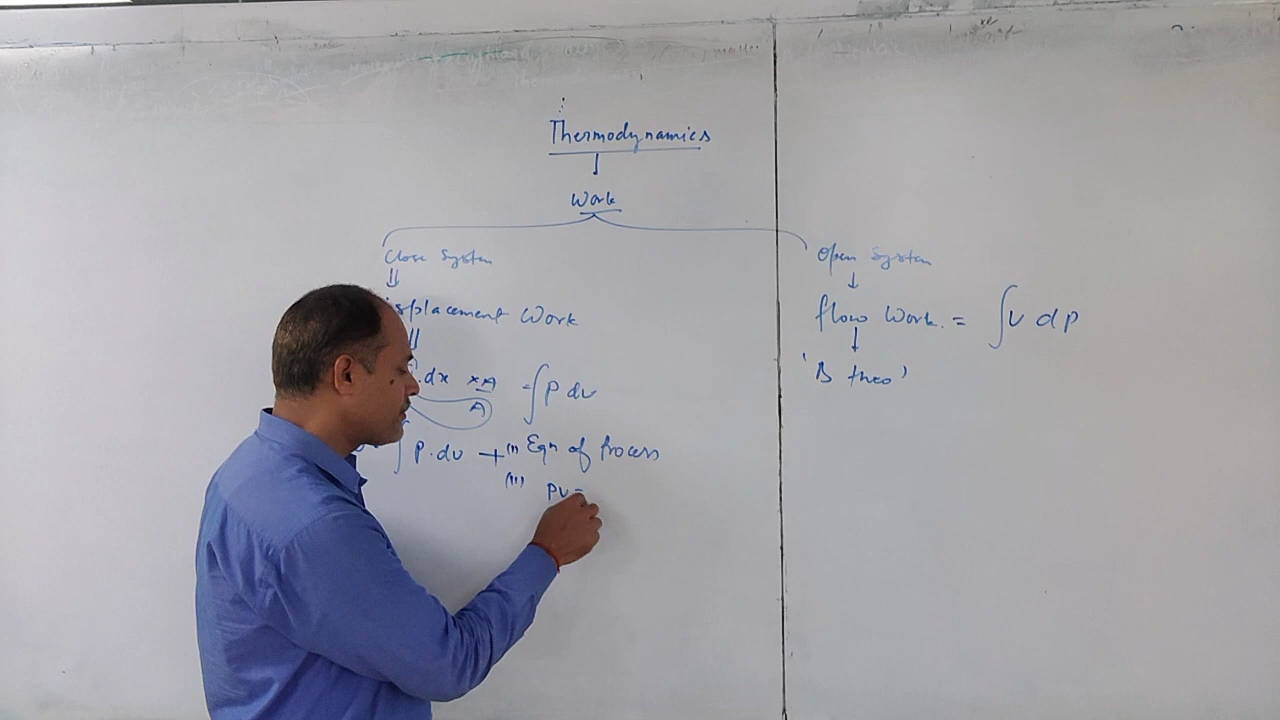 Thermodynamics
Work
Close System
Open System
isplacement Work
flow Work = ∫v dp
'B theo'
.dx × A = ∫P dv
A
∫P.dv + (i) Eqn of Process
(ii) Pv =